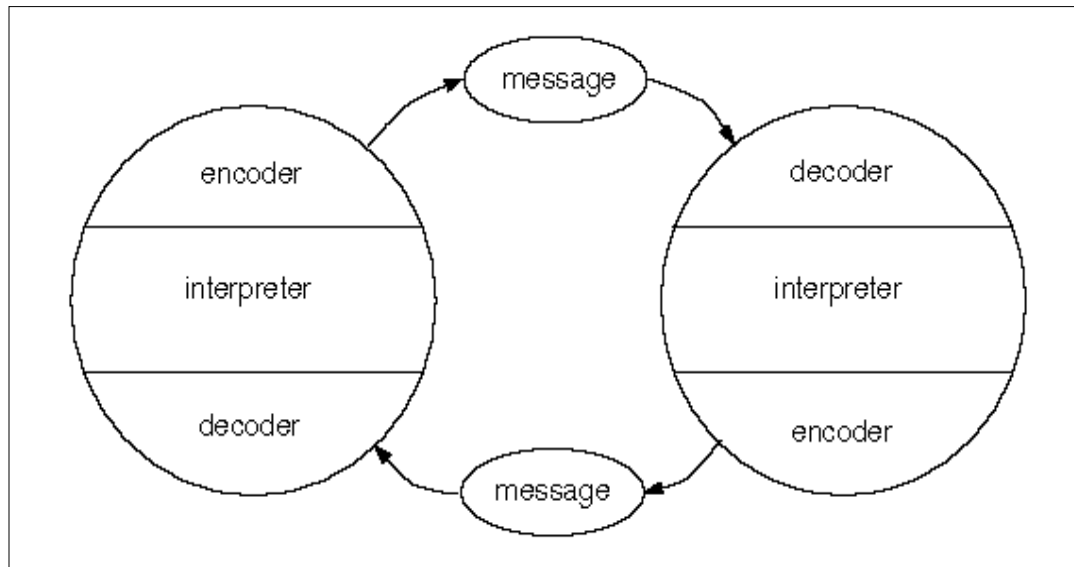 message
encoder
decoder
interpreter
interpreter
decoder
encoder
message